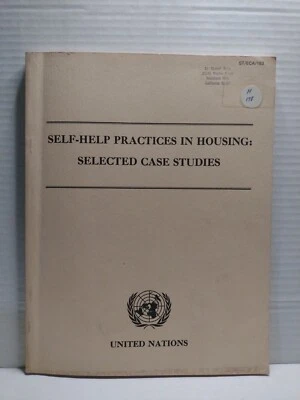 SELF-HELP PRACTICES IN HOUSING:
SELECTED CASE STUDIES
UNITED NATIONS